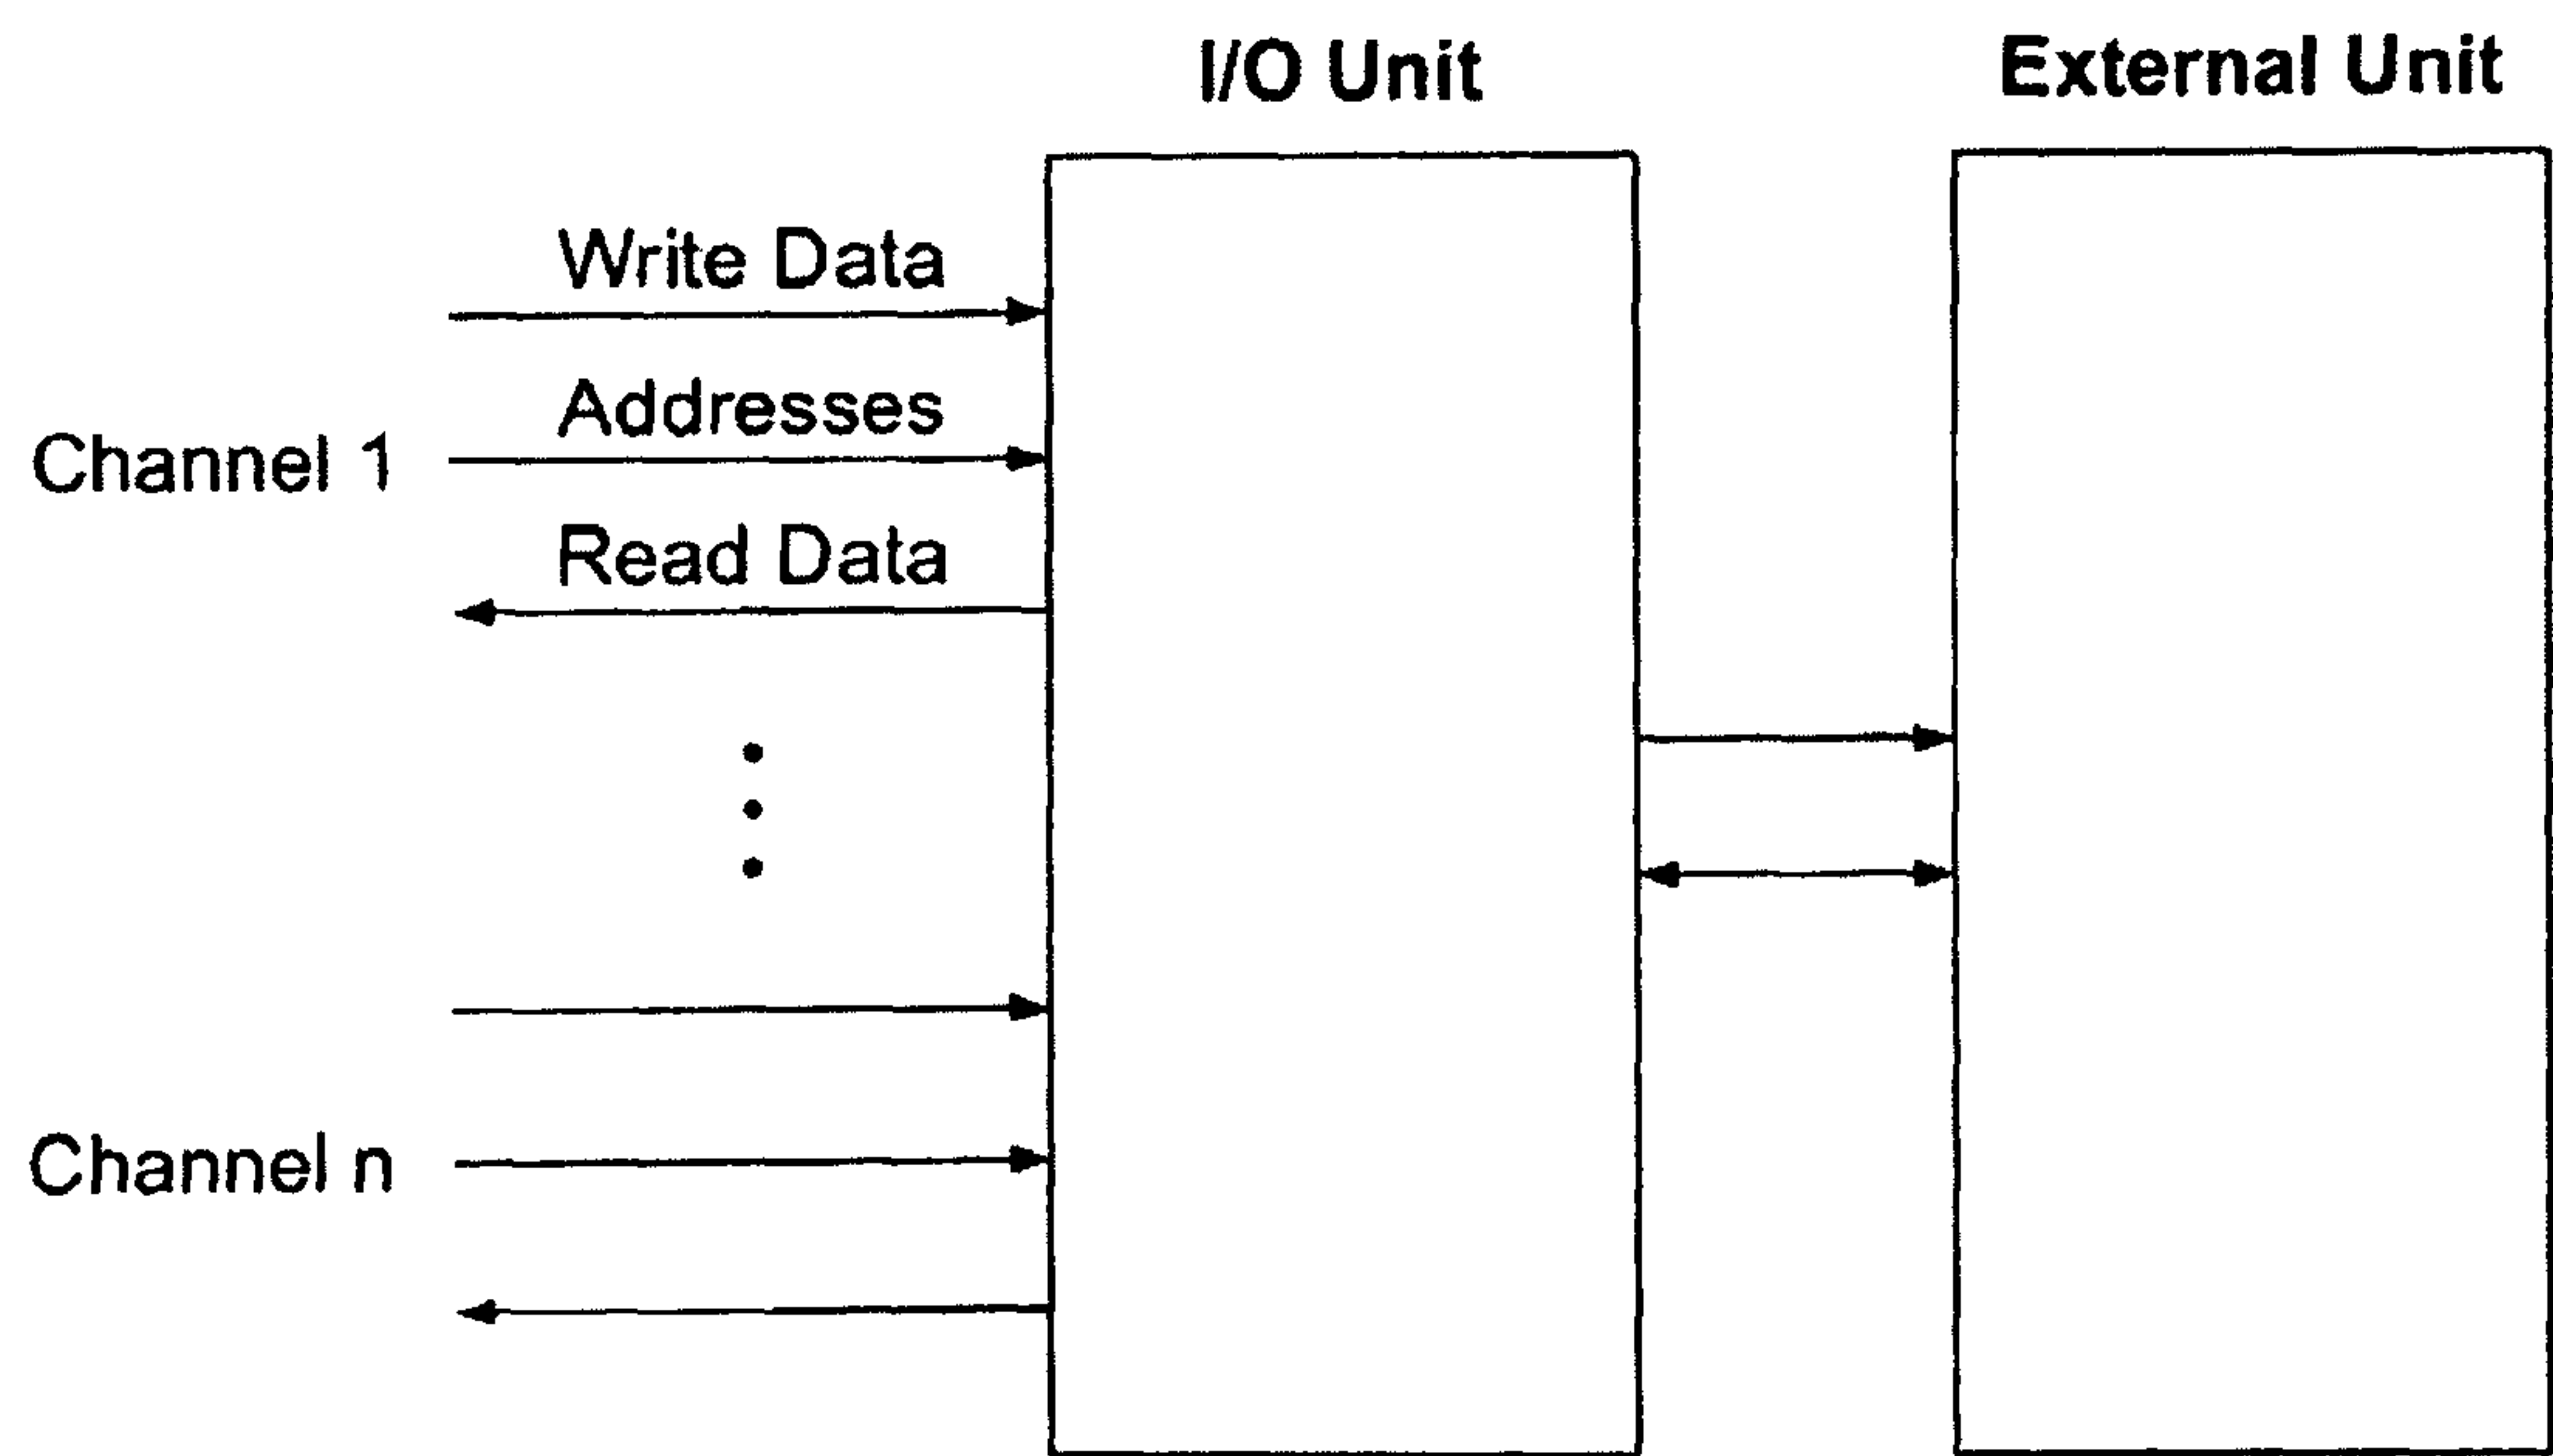 I/O Unit
External Unit
Write Data
Addresses
Channel 1
Read Data
Channel n